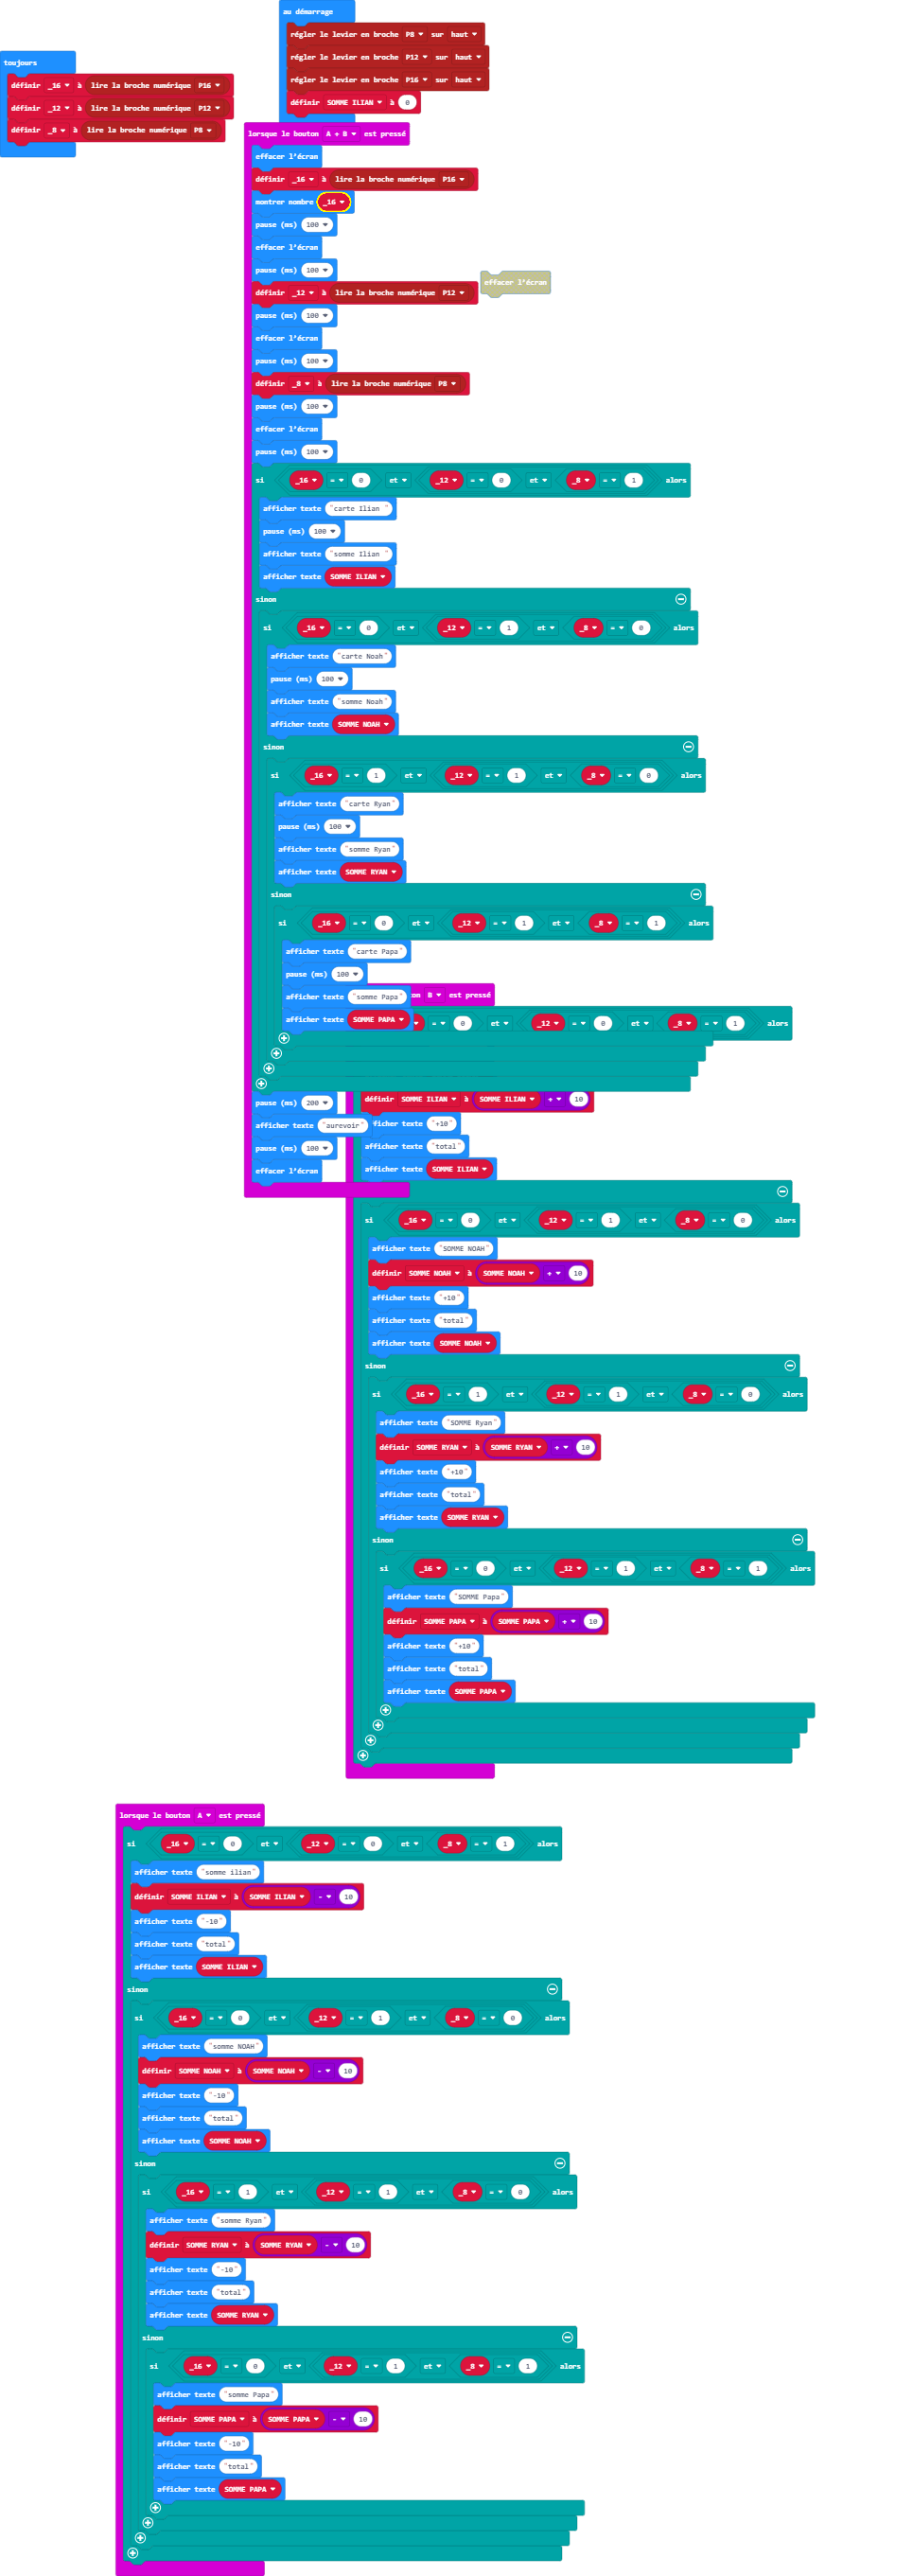 au démarrage
régler le levier en broche P8 sur haut
régler le levier en broche P12 sur haut
régler le levier en broche P16 sur haut
définir SOMME ILIAN à 0
toujours
définir _16 à lire la broche numérique P16
définir _12 à lire la broche numérique P12
définir _8 à lire la broche numérique P8
lorsque le bouton A + B est pressé
effacer l'écran
définir _16 à lire la broche numérique P16
montrer nombre _16
pause (ms) 100
effacer l'écran
pause (ms) 100
effacer l'écran
définir _12 à lire la broche numérique P12
pause (ms) 100
effacer l'écran
pause (ms) 100
définir _8 à lire la broche numérique P8
pause (ms) 100
effacer l'écran
pause (ms) 100
si _16 = 0 et _12 = 0 et _8 = 1 alors
afficher texte "carte Ilian "
pause (ms) 100
afficher texte "somme Ilian "
afficher texte SOMME ILIAN
sinon
si _16 = 0 et _12 = 1 et _8 = 0 alors
afficher texte "carte Noah"
pause (ms) 100
afficher texte "somme Noah"
afficher texte SOMME NOAH
sinon
si _16 = 1 et _12 = 1 et _8 = 0 alors
afficher texte "carte Ryan"
pause (ms) 100
afficher texte "somme Ryan"
afficher texte SOMME RYAN
sinon
si _16 = 0 et _12 = 1 et _8 = 1 alors
afficher texte "carte Papa"
pause (ms) 100
afficher texte "somme Papa"
afficher texte SOMME PAPA
pause (ms) 200
afficher texte "aurevoir"
pause (ms) 100
effacer l'écran
B est pressé
= 0 et _12 = 0 et _8 = 1 alors
définir SOMME ILIAN à SOMME ILIAN + 10
ficher texte "+10"
afficher texte "total"
afficher texte SOMME ILIAN
si _16 = 0 et _12 = 1 et _8 = 0 alors
afficher texte "SOMME NOAH"
définir SOMME NOAH à SOMME NOAH + 10
afficher texte "+10"
afficher texte "total"
afficher texte SOMME NOAH
sinon
si _16 = 1 et _12 = 1 et _8 = 0 alors
afficher texte "SOMME Ryan"
définir SOMME RYAN à SOMME RYAN + 10
afficher texte "+10"
afficher texte "total"
afficher texte SOMME RYAN
sinon
si _16 = 0 et _12 = 1 et _8 = 1 alors
afficher texte "SOMME Papa"
définir SOMME PAPA à SOMME PAPA + 10
afficher texte "+10"
afficher texte "total"
afficher texte SOMME PAPA
lorsque le bouton A est pressé
si _16 = 0 et _12 = 0 et _8 = 1 alors
afficher texte "somme ilian"
définir SOMME ILIAN à SOMME ILIAN - 10
afficher texte "-10"
afficher texte "total"
afficher texte SOMME ILIAN
sinon
si _16 = 0 et _12 = 1 et _8 = 0 alors
afficher texte "somme NOAH"
définir SOMME NOAH à SOMME NOAH - 10
afficher texte "-10"
afficher texte "total"
afficher texte SOMME NOAH
sinon
si _16 = 1 et _12 = 1 et _8 = 0 alors
afficher texte "somme Ryan"
définir SOMME RYAN à SOMME RYAN - 10
afficher texte "-10"
afficher texte "total"
afficher texte SOMME RYAN
sinon
si _16 = 0 et _12 = 1 et _8 = 1 alors
afficher texte "somme Papa"
définir SOMME PAPA à SOMME PAPA - 10
afficher texte "-10"
afficher texte "total"
afficher texte SOMME PAPA